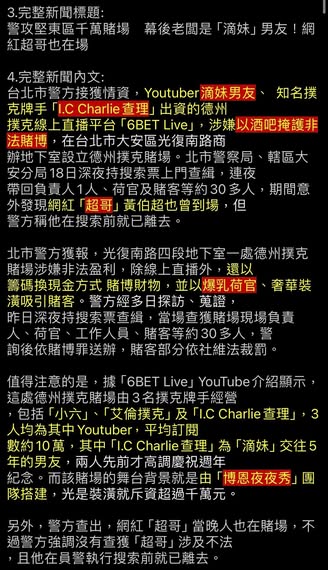 3.完整新聞標題:
警攻堅東區千萬賭場　幕後老闆是「滴妹」男友！網
紅超哥也在場
4.完整新聞內文:
台北市警方接獲情資，Youtuber滴妹男友、 知名撲
克牌手「I.C Charlie查理」出資的德州
撲克線上直播平台「6BET Live」，涉嫌以酒吧掩護非
法賭博，在台北市大安區光復南路商
辦地下室設立德州撲克賭場。北市警察局、轄區大
安分局18日深夜持搜索票上門查緝，連夜
帶回負責人1人、荷官及賭客等約30多人，期間意
外發現網紅「超哥」黃伯超也曾到場，但
警方稱他在搜索前就已離去。
北市警方獲報，光復南路四段地下室一處德州撲克
賭場涉嫌非法盈利，除線上直播外，還以
籌碼換現金方式 賭博財物，並以爆乳荷官、奢華裝
潢吸引賭客。警方經多日探訪、蒐證，
昨日深夜持搜索票查緝，當場查獲賭場現場負責
人、荷官、工作人員、賭客等約30多人，警
詢後依賭博罪送辦，賭客部分依社維法裁罰。
值得注意的是，據「6BET Live」YouTube介紹顯示，
這處德州撲克賭場由3名撲克牌手經營
，包括「小六」、「艾倫撲克」及「I.C Charlie查理」，3
人均為其中Youtuber，平均訂閱
數約10萬，其中「I.C Charlie查理」為「滴妹」交往5
年的男友，兩人先前才高調慶祝週年
紀念。而該賭場的舞台背景就是由「博恩夜夜秀」團
隊搭建，光是裝潢就斥資超過千萬元。
另外，警方查出，網紅「超哥」當晚人也在賭場，不
過警方強調沒有查獲「超哥」涉及不法
，且他在員警執行搜索前就已離去。